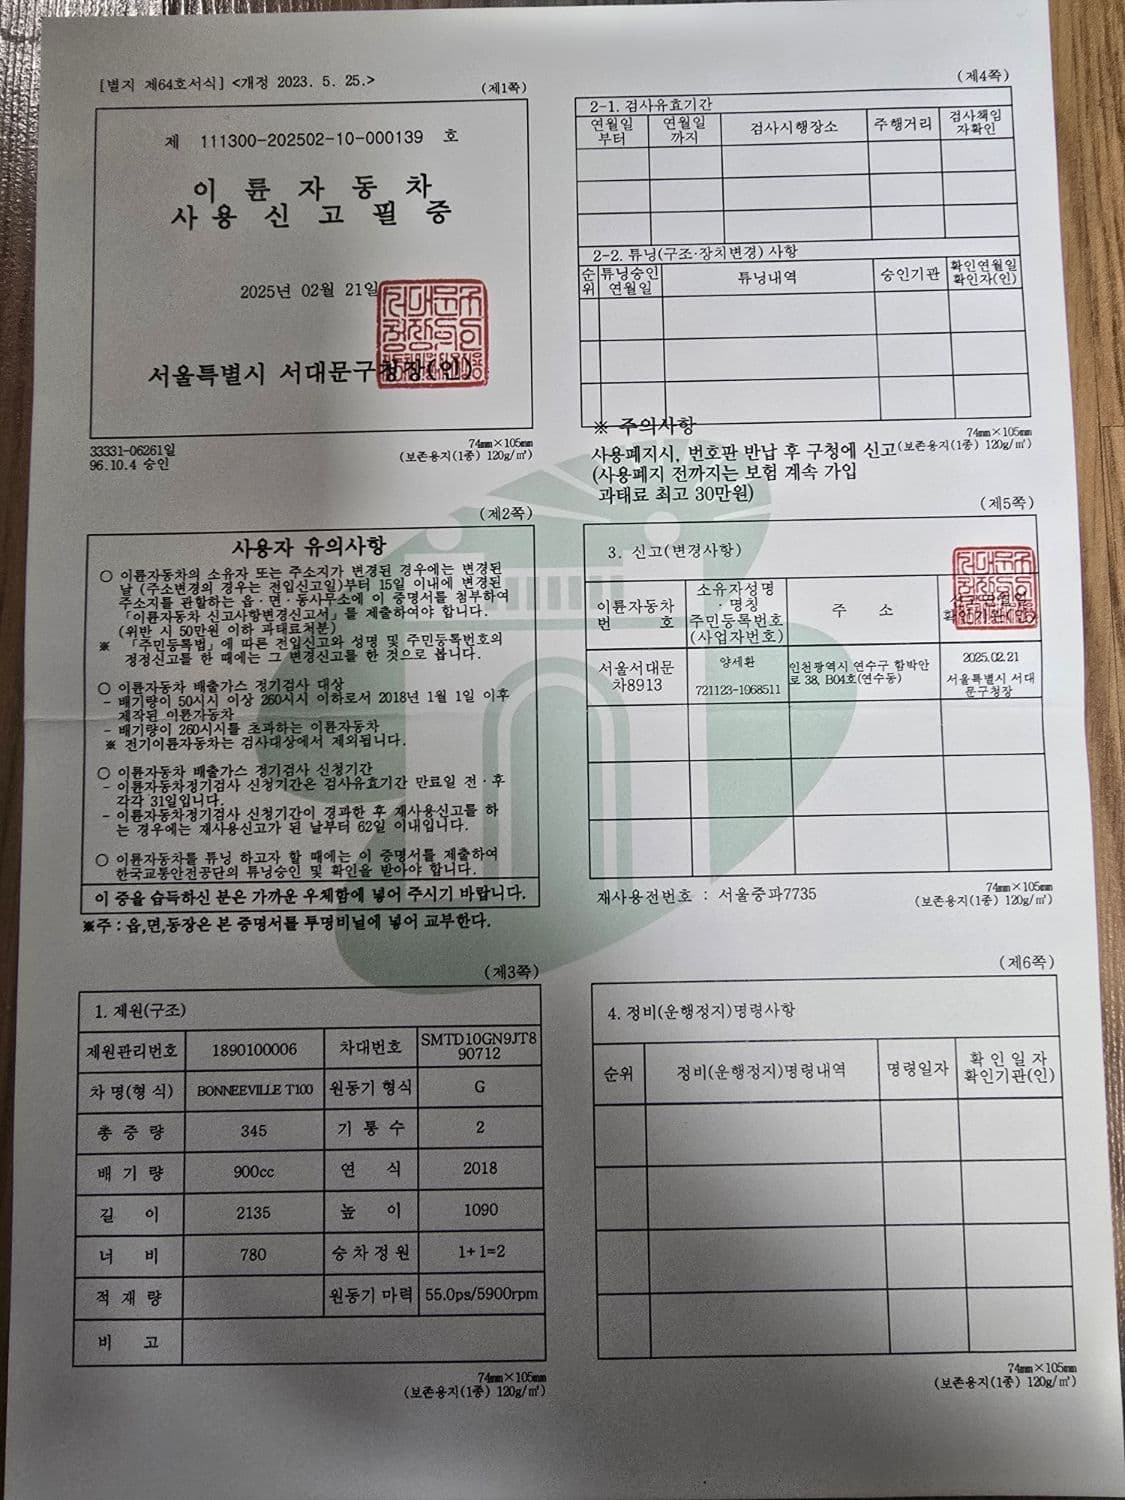 [별지 제64호서식] <개정 2023. 5. 25.>
(제1쪽)
제 111300-202502-10-000139 호
이 륜 자 동 차
사 용 신 고 필 증
2025년 02월 21일
서울특별시 서대문구청장(인)
33331-06261일
96.10.4 승인
74㎜×105㎜
(보존용지(1종) 120g/㎡)
(제2쪽)
사용자 유의사항
○ 이륜자동차의 소유자 또는 주소지가 변경된 경우에는 변경된
날 (주소변경의 경우는 전입신고일)부터 15일 이내에 변경된
주소지를 관할하는 읍·면·동사무소에 이 증명서를 첨부하여
「이륜자동차 신고사항변경신고서」를 제출하여야 합니다.
(위반 시 50만원 이하 과태료처분)
※ 「주민등록법」에 따른 전입신고와 성명 및 주민등록번호의
정정신고를 한 때에는 그 변경신고를 한 것으로 봅니다.
○ 이륜자동차 배출가스 정기검사 대상
- 배기량이 50시시 이상 260시시 이하로서 2018년 1월 1일 이후
제작된 이륜자동차
- 배기량이 260시시를 초과하는 이륜자동차
※ 전기이륜자동차는 검사대상에서 제외됩니다.
○ 이륜자동차 배출가스 정기검사 신청기간
- 이륜자동차정기검사 신청기간은 검사유효기간 만료일 전·후
각각 31일입니다.
- 이륜자동차정기검사 신청기간이 경과한 후 재사용신고를 하
는 경우에는 재사용신고가 된 날부터 62일 이내입니다.
○ 이륜자동차를 튜닝 하고자 할 때에는 이 증명서를 제출하여
한국교통안전공단의 튜닝승인 및 확인을 받아야 합니다.
이 증을 습득하신 분은 가까운 우체함에 넣어 주시기 바랍니다.
※주 : 읍,면,동장은 본 증명서를 투명비닐에 넣어 교부한다.
(제3쪽)
1. 제원(구조)
제원관리번호 1890100006 차대번호 SMTD10GN9JT8
90712
차 명(형 식) BONNEEVILLE T100 원동기 형식 G
총 중 량 345 기 통 수 2
배 기 량 900cc 연 식 2018
길 이 2135 높 이 1090
너 비 780 승 차 정 원 1+1=2
적 재 량 원동기 마력 55.0ps/5900rpm
비 고
74㎜×105㎜
(보존용지(1종) 120g/㎡)
(제4쪽)
2-1. 검사유효기간
연월일 부터 연월일 까지 검사시행장소 주행거리 검사책임 자확인
2-2. 튜닝(구조·장치변경) 사항
순위 튜닝승인 연월일 튜닝내역 승인기관 확인연월일 확인자(인)
※ 주의사항
74㎜×105㎜
(보존용지(1종) 120g/㎡)
사용폐지시, 번호판 반납 후 구청에 신고
(사용폐지 전까지는 보험 계속 가입
과태료 최고 30만원)
(제5쪽)
3. 신고(변경사항)
이륜자동차 번 호 소유자성명 ·명칭 주민등록번호 (사업자번호) 주 소 확인기관(인)
서울서대문 차8913 양세환 721123-1968511 인천광역시 연수구 함박안로 38, B04호(연수동) 2025.02.21 서울특별시 서대문구청장
재사용전번호 : 서울중파7735
74㎜×105㎜
(보존용지(1종) 120g/㎡)
(제6쪽)
4. 정비(운행정지)명령사항
순위 정비(운행정지)명령내역 명령일자 확 인 일 자 확인기관(인)
74㎜×105㎜
(보존용지(1종) 120g/㎡)